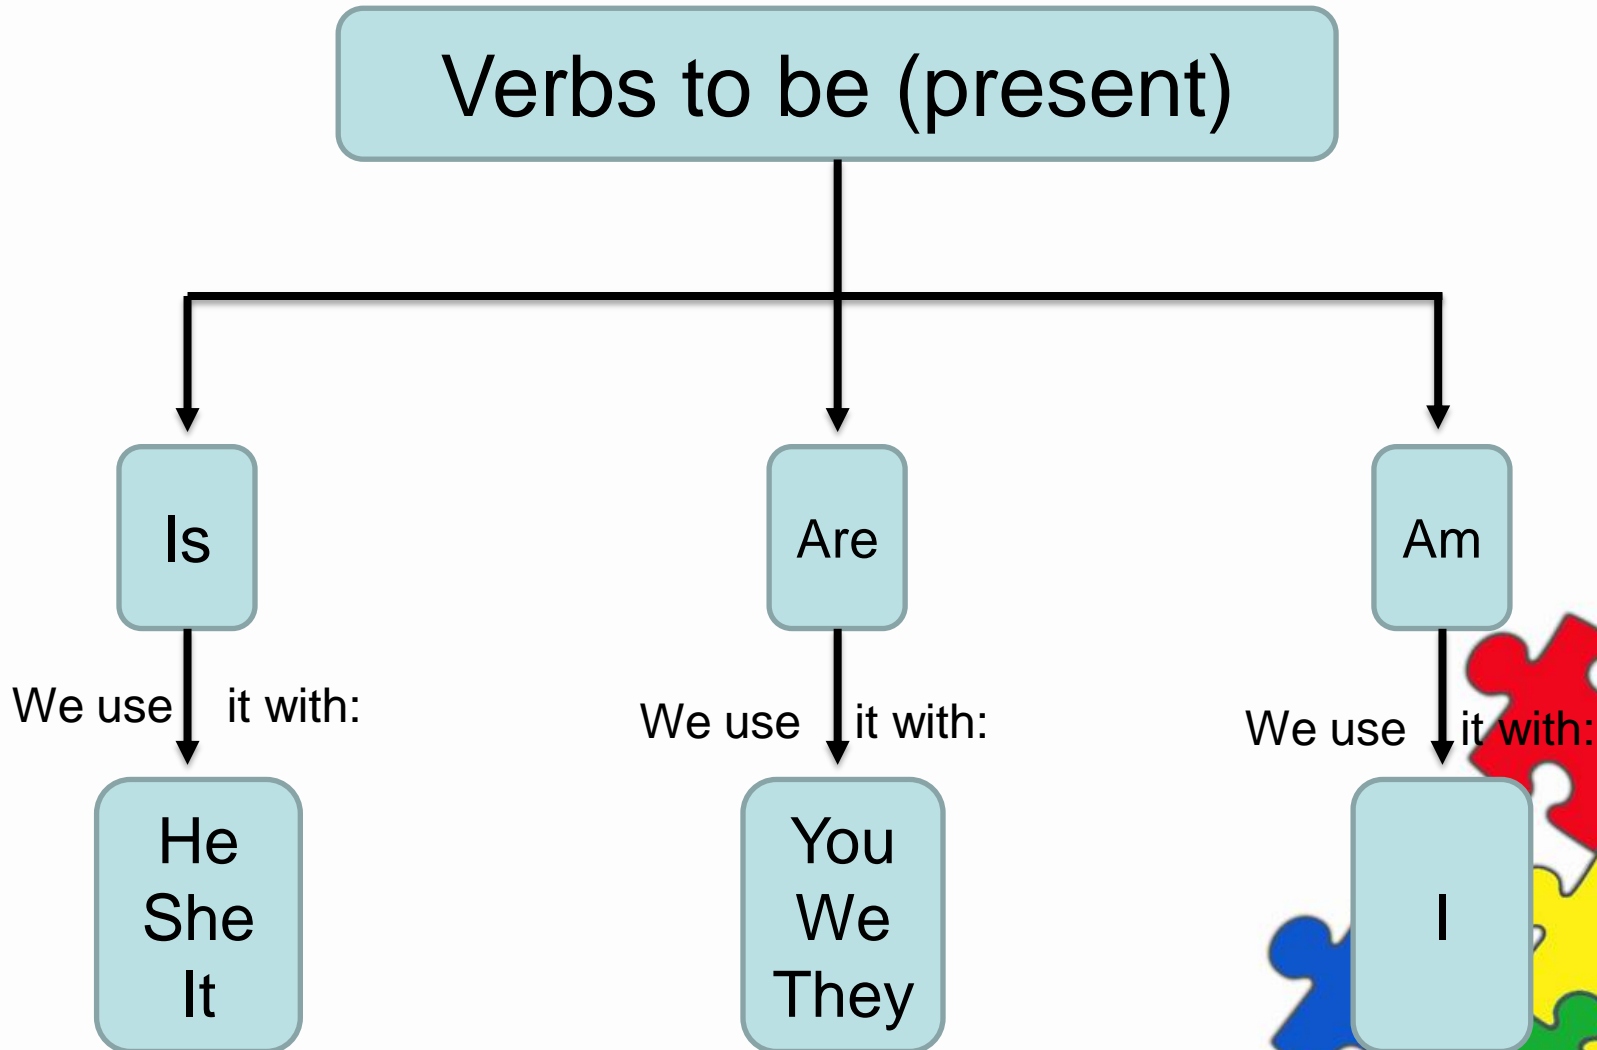 Verbs to be (present)
Is
Are
Am
We use it with:
We use it with:
We use it with:
He
She
It
You
We
They
I